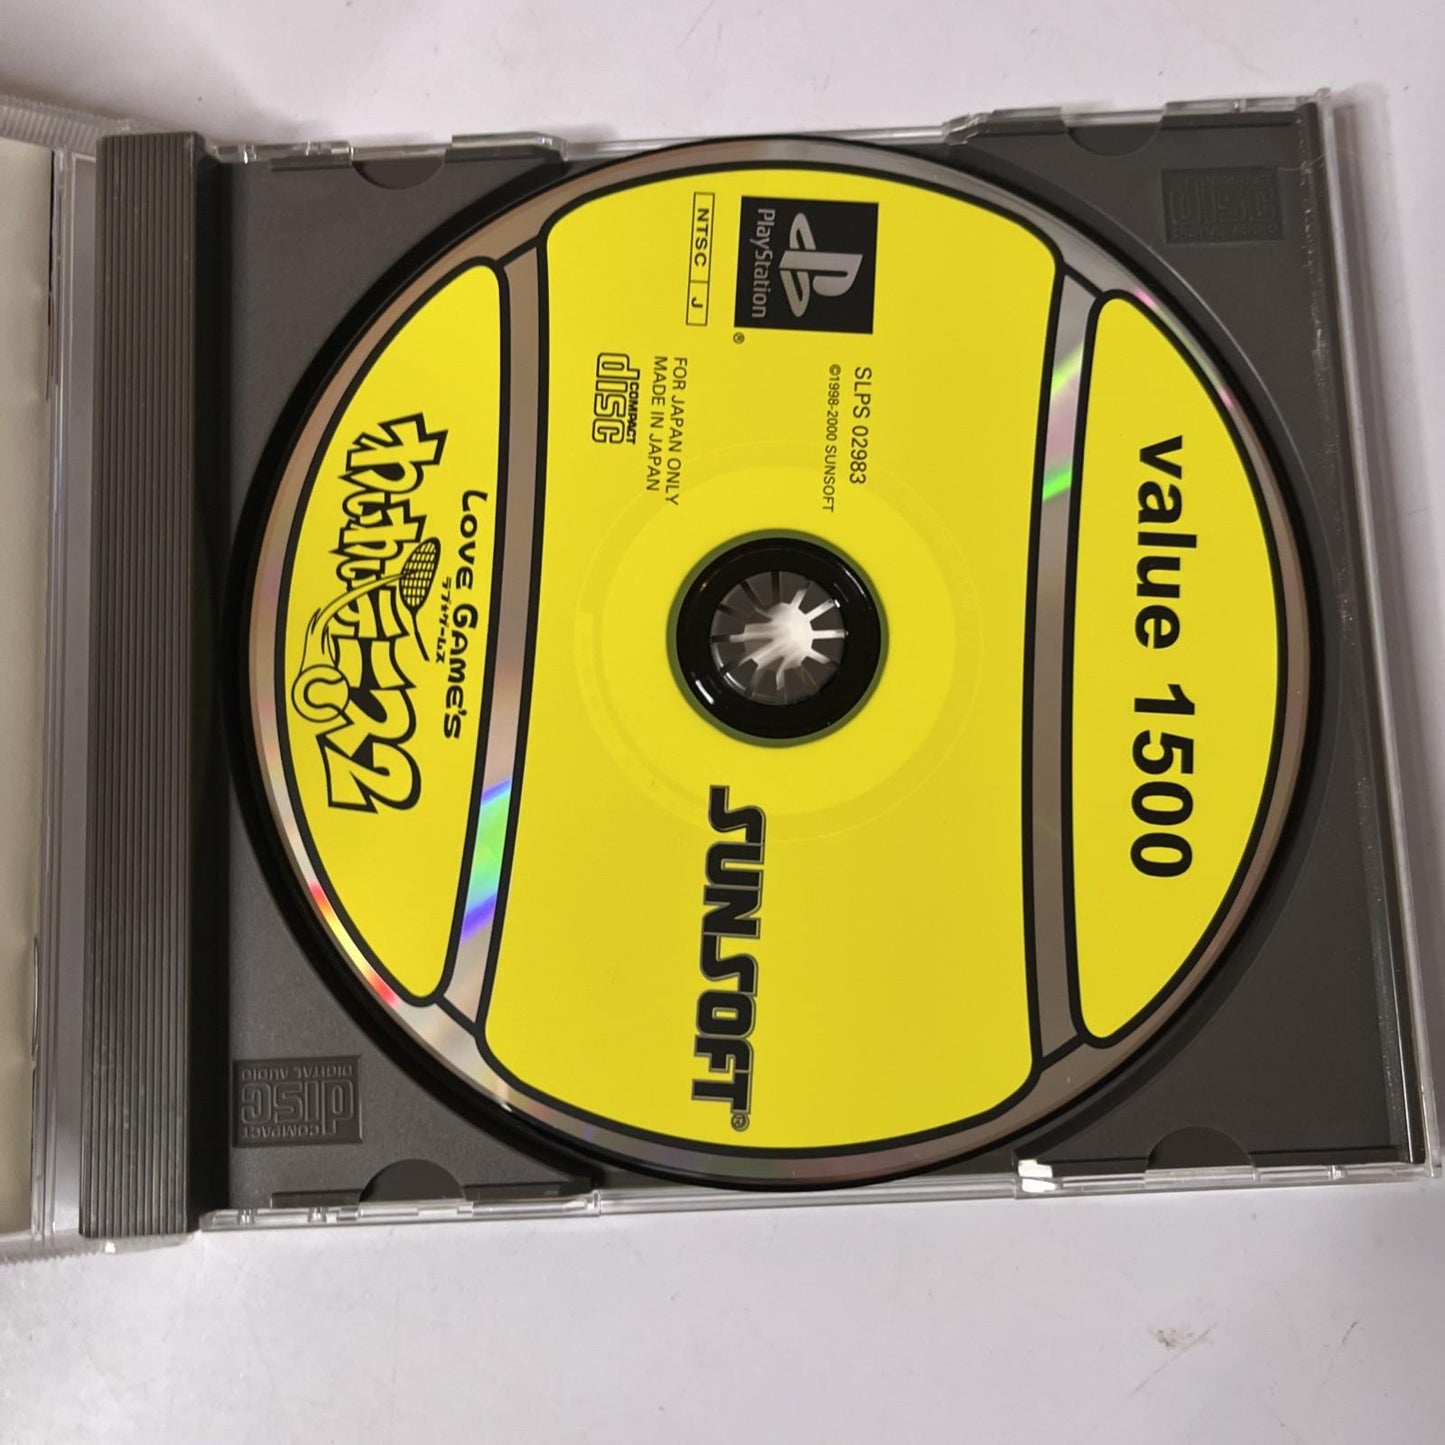 value 1500
PlayStation
®
NTSC J
SLPS 02983
©1998-2000 SUNSOFT
FOR JAPAN ONLY
MADE IN JAPAN
COMPACT
disc
SUNSOFT®
LOVE GAME'S
ラブゲームス
わいわいテニス2
COMPACT
disc
DIGITAL AUDIO
COMPACT
disc
DIGITAL AUDIO